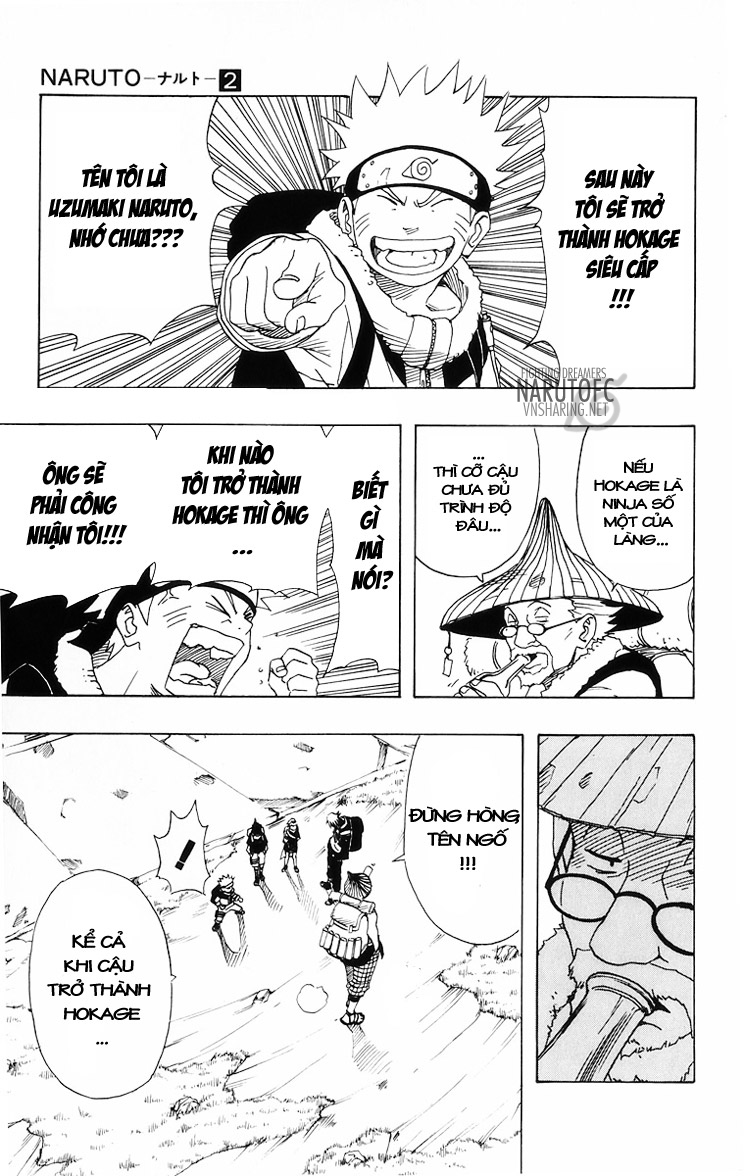 NARUTO—ナルト—2
SAU NÀY
TÔI SẼ TRỞ
THÀNH HOKAGE
SIÊU CẤP
!!!
TÊN TÔI LÀ
UZUMAKI NARUTO,
NHỚ CHƯA???
FIGHTING DREAMERS
NARUTOFC
VNSHARING.NET
NẾU
HOKAGE LÀ
NINJA SỐ
MỘT CỦA
LÀNG...
...
THÌ CỠ CẬU
CHƯA ĐỦ
TRÌNH ĐỘ
ĐÂU...
BIẾT
GÌ
MÀ
NÓI?
KHI NÀO
TÔI TRỞ THÀNH
HOKAGE THÌ ÔNG
...
ÔNG SẼ
PHẢI CÔNG
NHẬN TÔI!!!
ĐỪNG HÒNG,
TÊN NGỐ
!!!
!
KỂ CẢ
KHI CẬU
TRỞ THÀNH
HOKAGE
...